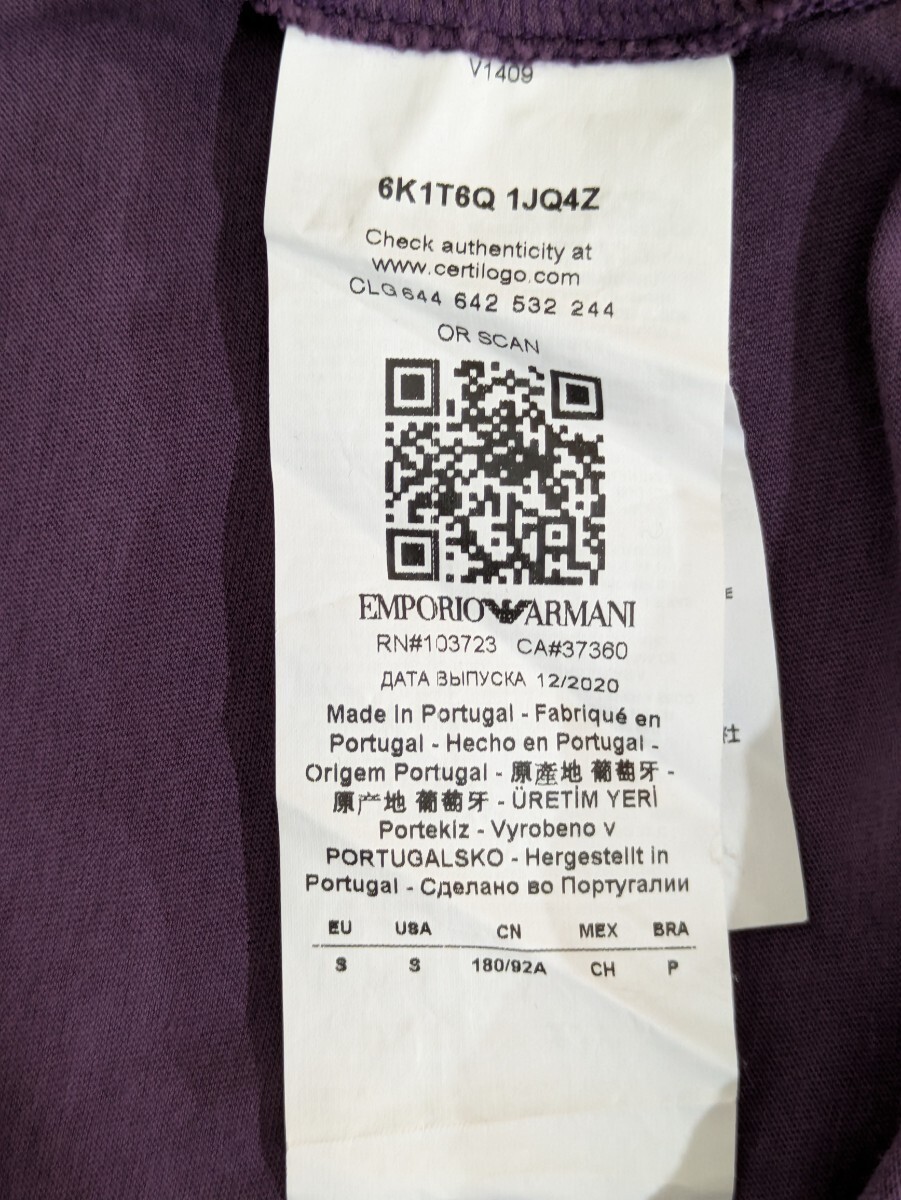 V1409
6K1T6Q 1JQ4Z
Check authenticity at
www.certilogo.com
CLG 644 642 532 244
OR SCAN
EMPORIO ARMANI
RN#103723 CA#37360
ДАТА ВЫПУСКА 12/2020
Made in Portugal - Fabriqué en
Portugal - Hecho en Portugal -
Origem Portugal - 原產地 葡萄牙 -
原产地 葡萄牙 - ÜRETİM YERİ
Portekiz - Vyrobeno v
PORTUGALSKO - Hergestellt in
Portugal - Сделано во Португалии
EU USA CN MEX BRA
S S 180/92A CH P
E
社